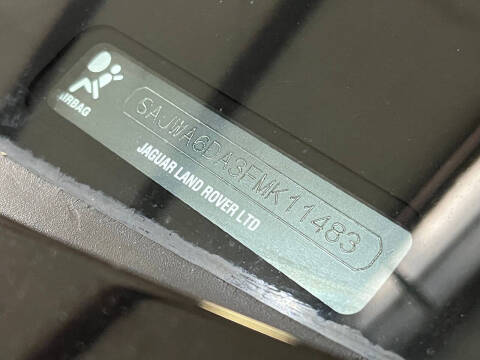 AIRBAG
SAJWA6DA3FMK11483
JAGUAR LAND ROVER LTD